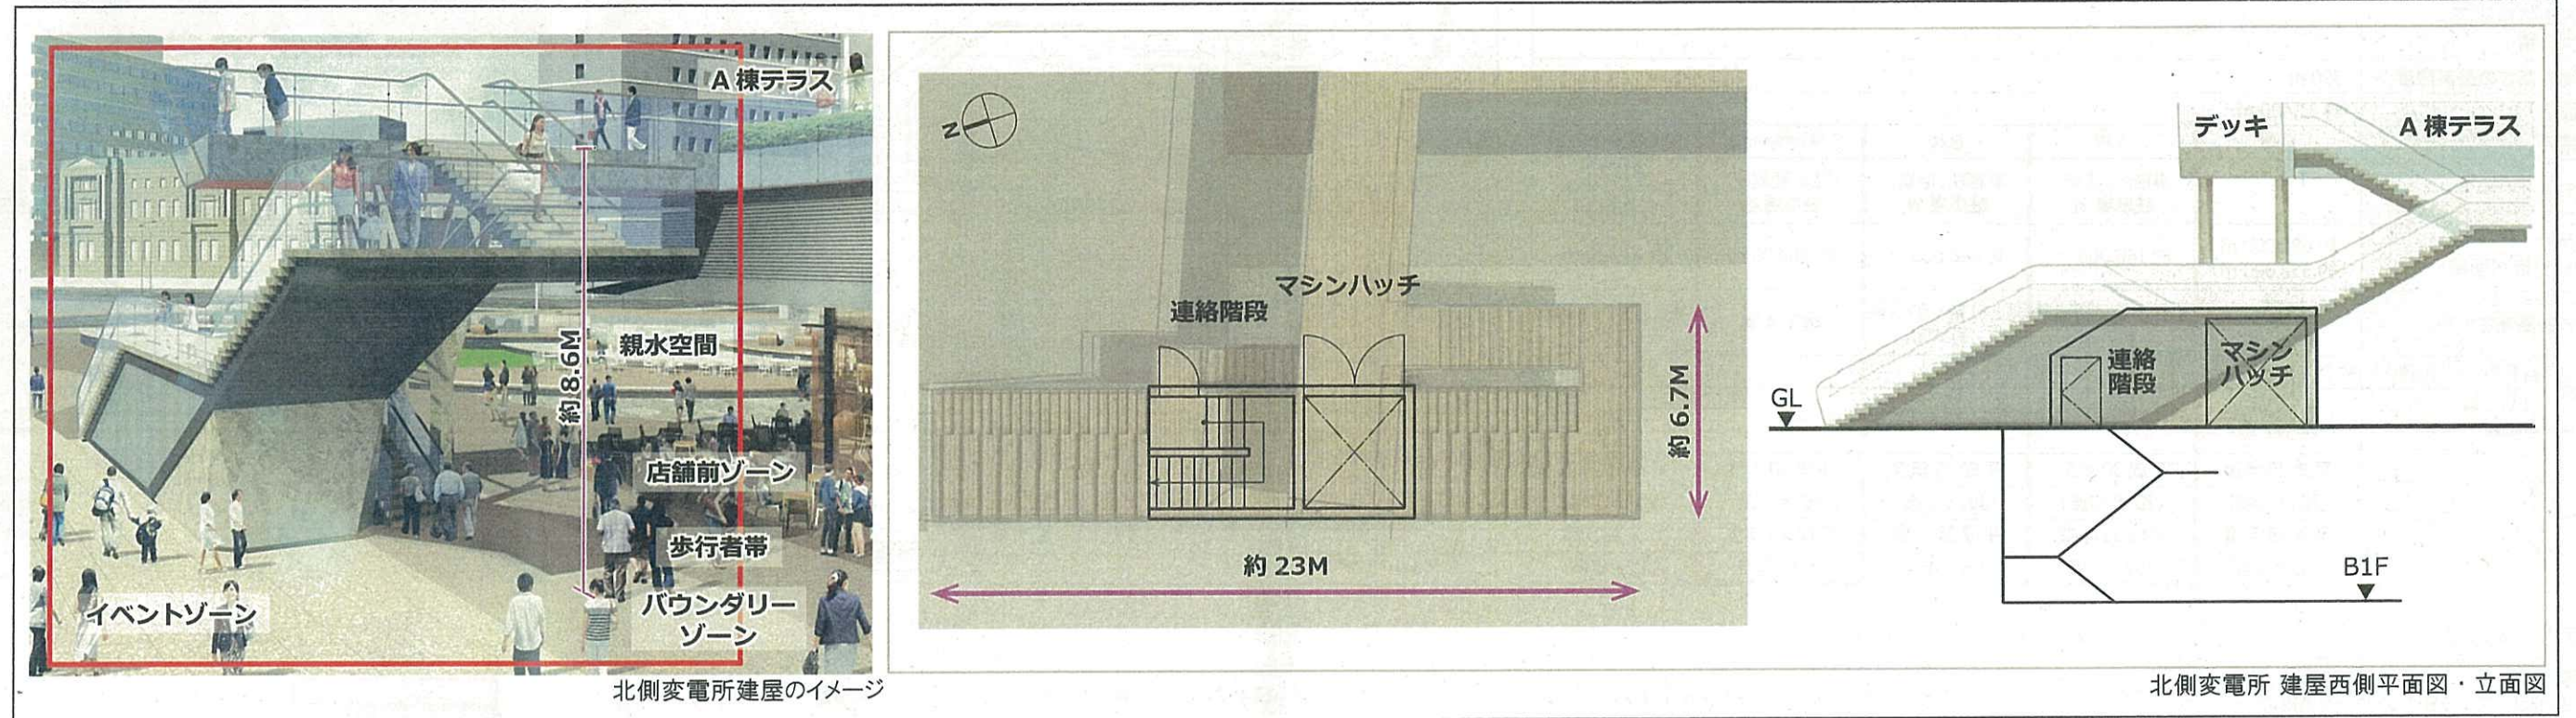 A棟テラス
親水空間
約8.6M
店舗前ゾーン
歩行者帯
バウンダリー
ゾーン
イベントゾーン
北側変電所建屋のイメージ
N
マシンハッチ
連絡階段
約6.7M
約23M
デッキ
A棟テラス
連絡
階段
マシン
ハッチ
GL
B1F
北側変電所 建屋西側平面図・立面図